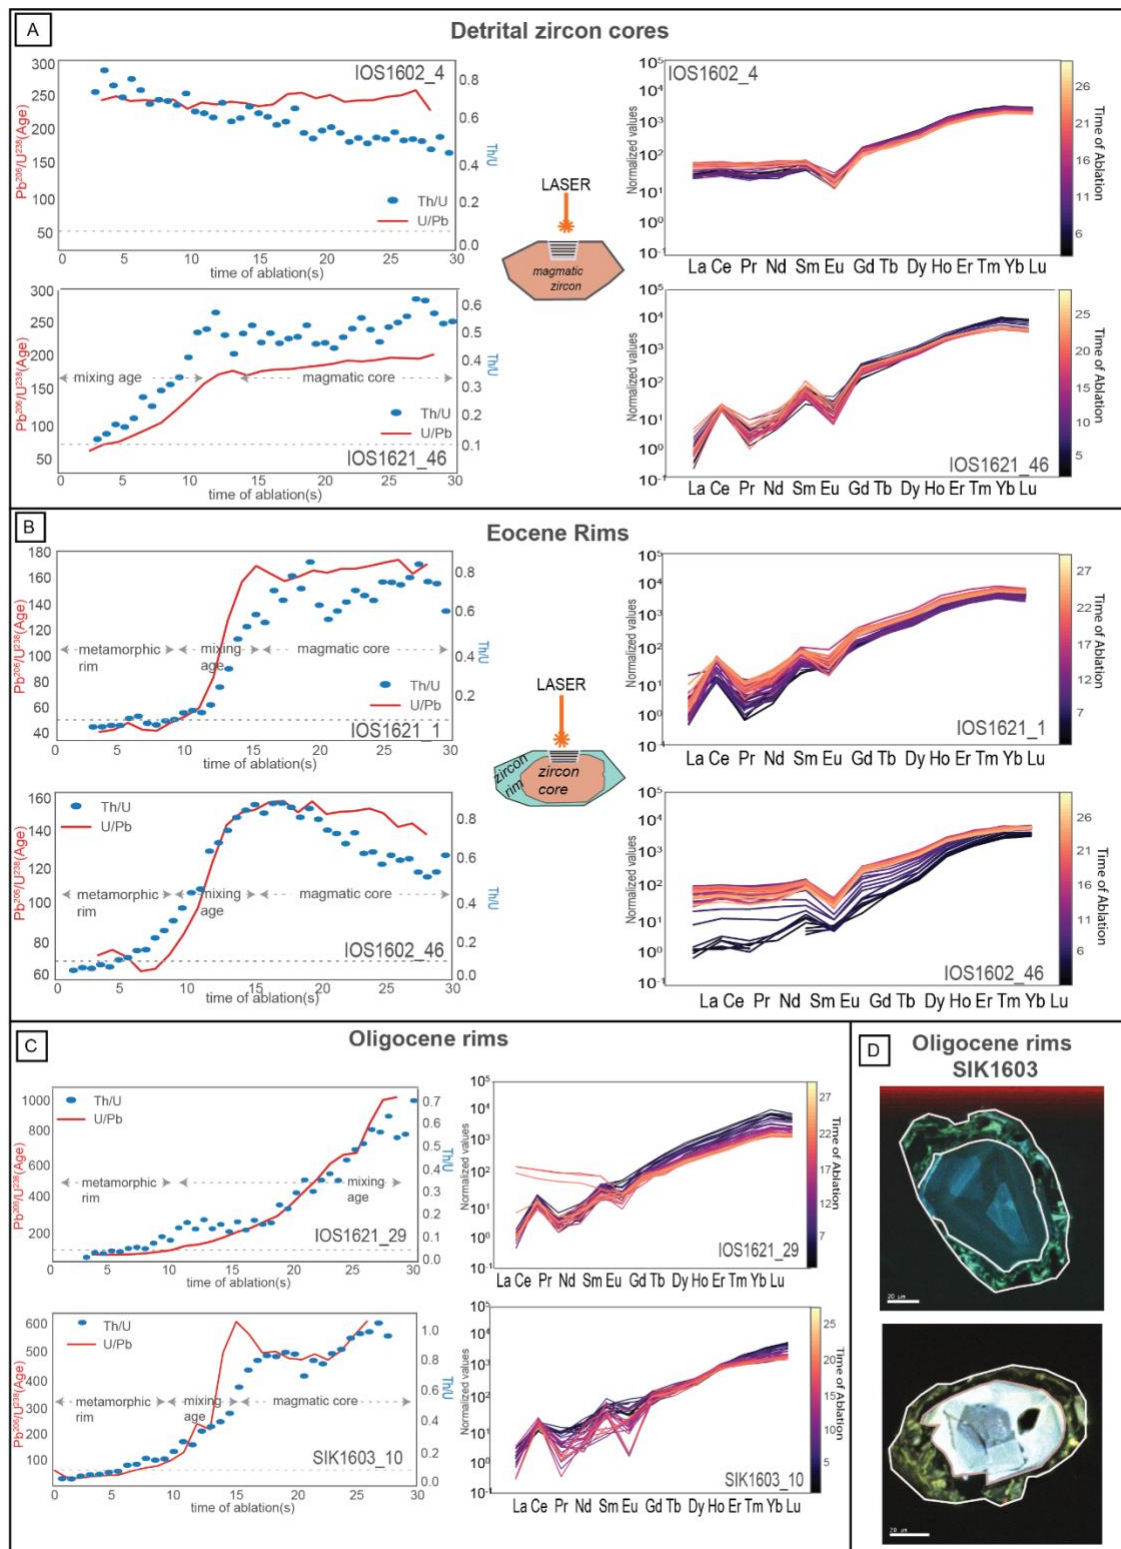 A
Detrital zircon cores
300
250
200
150
100
50
Pb²⁰⁶/U²³⁸(Age)
IOS1602_4
0.8
0.6
0.4
0.2
0.0
Th/U
Th/U
U/Pb
0 5 10 15 20 25 30
time of ablation(s)
IOS1602_4
10⁵
10⁴
10³
10²
10¹
10⁰
10⁻¹
Normalized values
La Ce Pr Nd Sm Eu Gd Tb Dy Ho Er Tm Yb Lu
26
21
16
11
6
Time of Ablation
LASER
magmatic
zircon
300
250
200
150
100
50
Pb²⁰⁶/U²³⁸(Age)
mixing age
magmatic core
0.6
0.5
0.4
0.3
0.2
0.1
Th/U
Th/U
U/Pb
IOS1621_46
0 5 10 15 20 25 30
time of ablation(s)
10⁵
10⁴
10³
10²
10¹
10⁰
10⁻¹
Normalized values
IOS1621_46
La Ce Pr Nd Sm Eu Gd Tb Dy Ho Er Tm Yb Lu
26
21
15
10
5
Time of Ablation
B
Eocene Rims
180
160
140
120
100
80
60
40
Pb²⁰⁶/U²³⁸(Age)
metamorphic
rim
mixing
age
magmatic core
0.8
0.6
0.4
0.2
Th/U
Th/U
U/Pb
IOS1621_1
0 5 10 15 20 25 30
time of ablation(s)
10⁵
10⁴
10³
10²
10¹
10⁰
10⁻¹
Normalized values
IOS1621_1
La Ce Pr Nd Sm Eu Gd Tb Dy Ho Er Tm Yb Lu
27
22
17
12
7
Time of Ablation
LASER
zircon
rim
zircon
core
160
140
120
100
80
60
Pb²⁰⁶/U²³⁸(Age)
Th/U
U/Pb
metamorphic
rim
mixing
age
magmatic core
0.8
0.6
0.4
0.2
0.0
Th/U
IOS1602_46
0 5 10 15 20 25 30
time of ablation(s)
10⁵
10⁴
10³
10²
10¹
10⁰
10⁻¹
Normalized values
IOS1602_46
La Ce Pr Nd Sm Eu Gd Tb Dy Ho Er Tm Yb Lu
26
21
16
11
6
Time of Ablation
C
Oligocene rims
1000
800
600
400
200
Pb²⁰⁶/U²³⁸(Age)
Th/U
U/Pb
metamorphic
rim
mixing
age
0.7
0.6
0.5
0.4
0.3
0.2
0.1
0.0
Th/U
IOS1621_29
0 5 10 15 20 25 30
time of ablation(s)
10⁵
10⁴
10³
10²
10¹
10⁰
10⁻¹
Normalized values
IOS1621_29
La Ce Pr Nd Sm Eu Gd Tb Dy Ho Er Tm Yb Lu
27
22
17
12
7
Time of Ablation
600
500
400
300
200
100
Pb²⁰⁶/U²³⁸(Age)
Th/U
U/Pb
metamorphic
rim
mixing
age
magmatic core
1.0
0.8
0.6
0.4
0.2
0.0
Th/U
SIK1603_10
0 5 10 15 20 25 30
time of ablation(s)
10⁵
10⁴
10³
10²
10¹
10⁰
10⁻¹
Normalized values
SIK1603_10
La Ce Pr Nd Sm Eu Gd Tb Dy Ho Er Tm Yb Lu
25
20
15
10
5
Time of Ablation
D
Oligocene rims
SIK1603
20 µm
20 µm